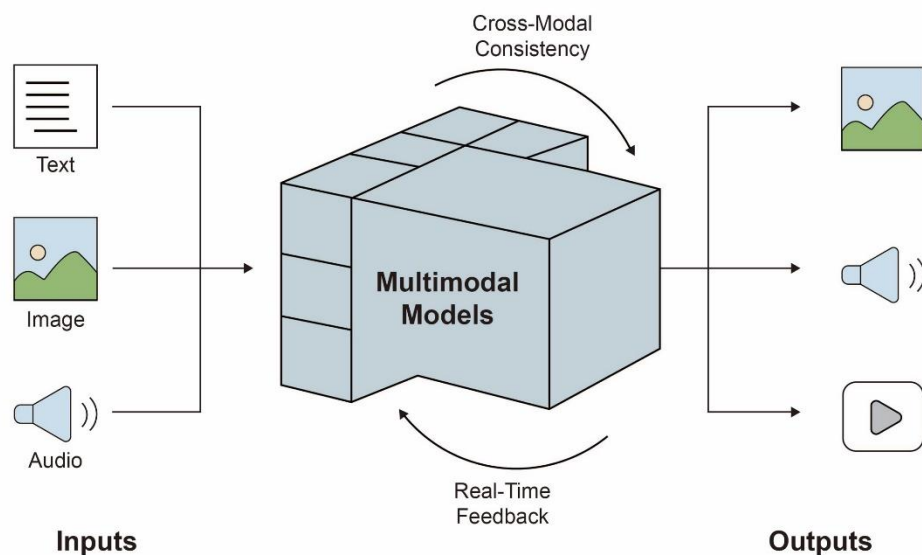 Cross-Modal
Consistency
Text
Image
Audio
Multimodal
Models
Real-Time
Feedback
Inputs
Outputs